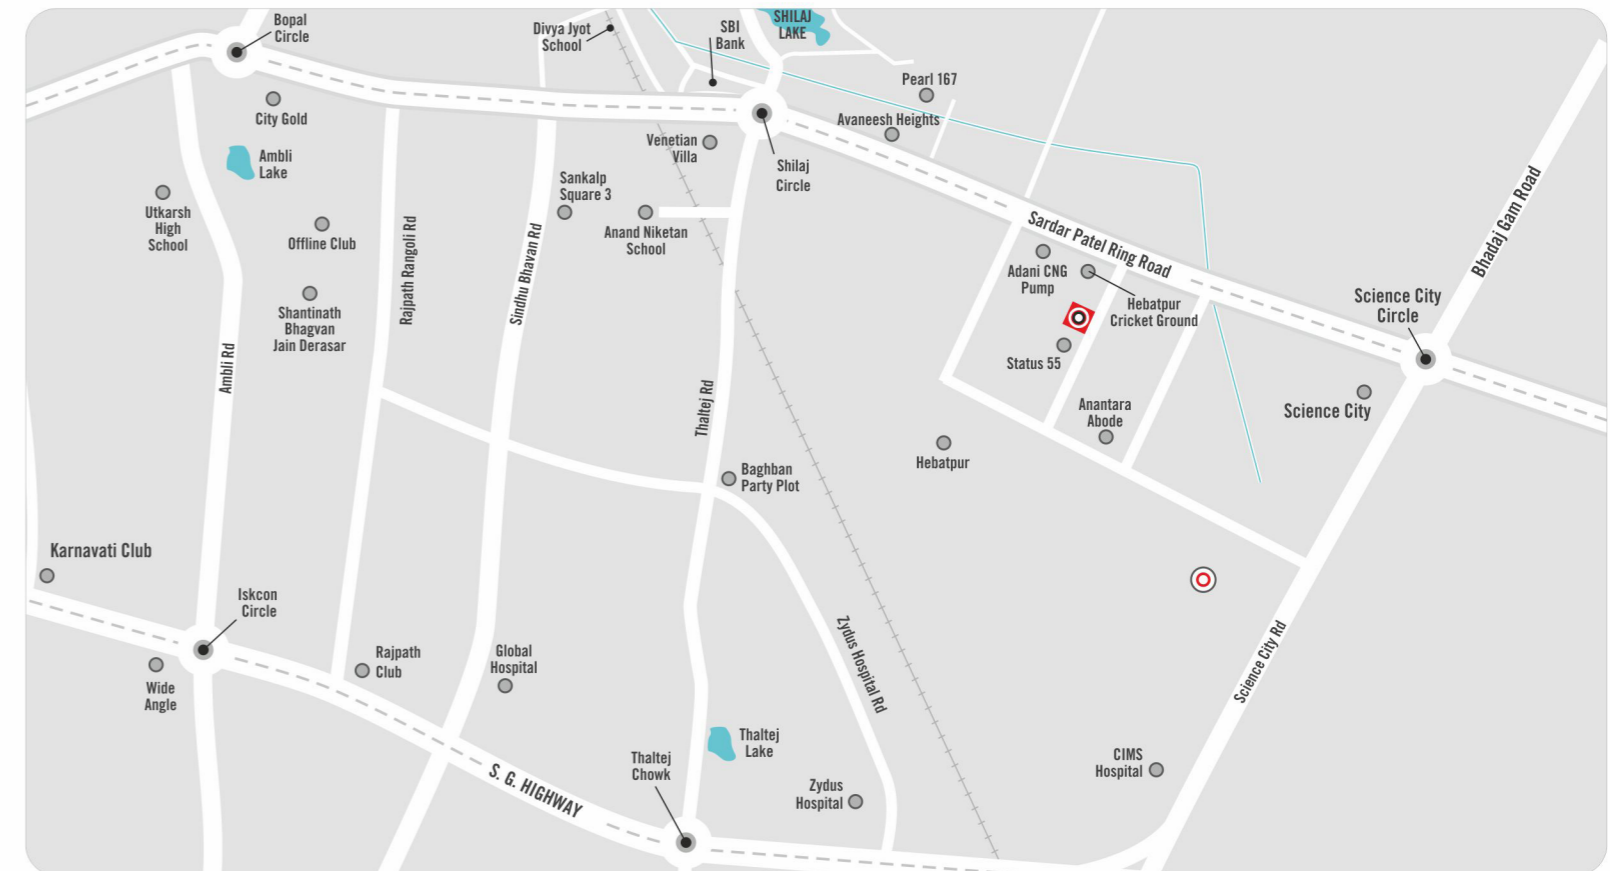 Bopal
Circle
Divya Jyot
School
SBI
Bank
SHILAJ
LAKE
City Gold
Pearl 167
Avaneesh Heights
Ambli
Lake
Venetian
Villa
Shilaj
Circle
Sankalp
Square 3
Utkarsh
High
School
Offline Club
Anand Niketan
School
Rajpath Rangoli Rd
Sindhu Bhavan Rd
Sardar Patel Ring Road
Bhadaj Gam Road
Adani CNG
Pump
Hebatpur
Cricket Ground
Science City
Circle
Shantinath
Bhagvan
Jain Derasar
Ambli Rd
Status 55
Thaltej Rd
Anantara
Abode
Science City
Hebatpur
Baghban
Party Plot
Karnavati Club
Iskcon
Circle
Rajpath
Club
Global
Hospital
Zydus Hospital Rd
Science City Rd
Wide
Angle
Thaltej
Lake
Thaltej
Chowk
CIMS
Hospital
S. G. HIGHWAY
Zydus
Hospital